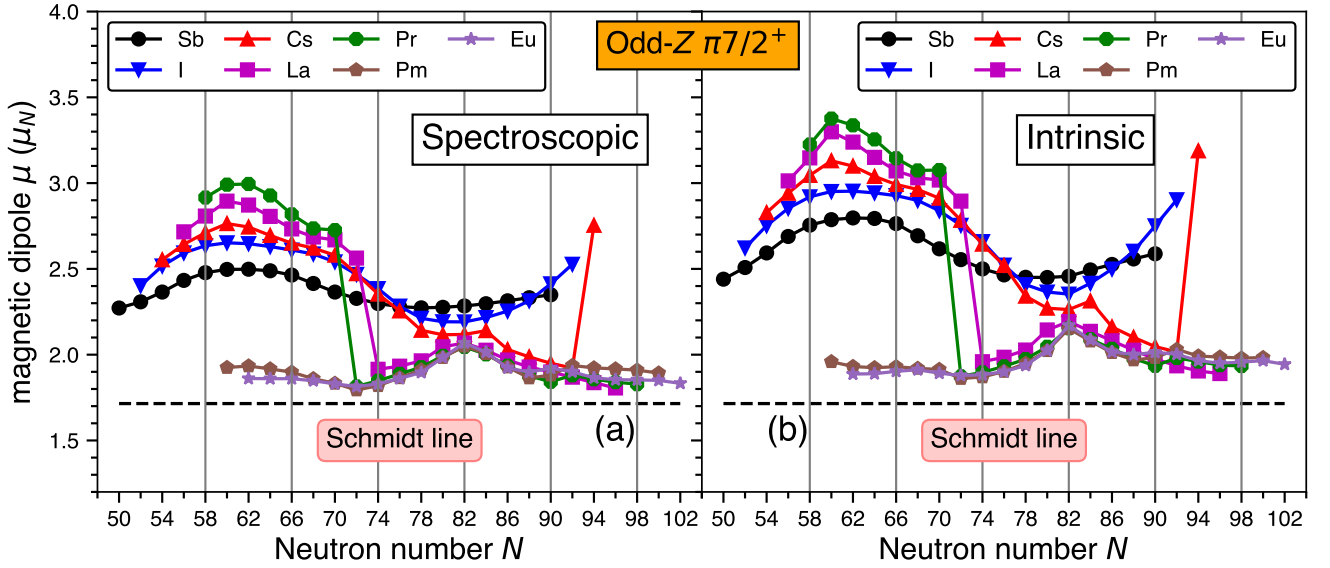 Odd-Z π7/2⁺
magnetic dipole μ (μ_N)
4.0
3.5
3.0
2.5
2.0
1.5
Sb Cs Pr Eu
I La Pm
Spectroscopic
Schmidt line
(a)
50 54 58 62 66 70 74 78 82 86 90 94 98 102
Neutron number N
Sb Cs Pr Eu
I La Pm
Intrinsic
(b)
Schmidt line
50 54 58 62 66 70 74 78 82 86 90 94 98 102
Neutron number N